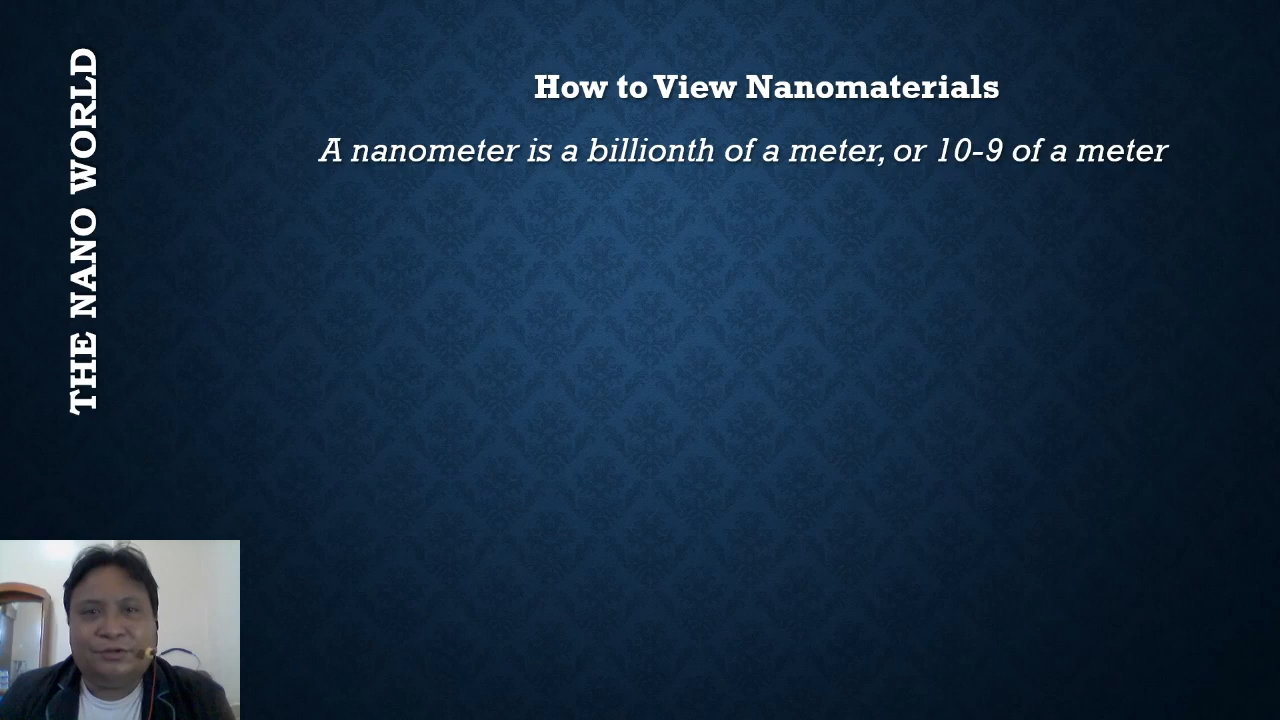 THE NANO WORLD
How to View Nanomaterials
A nanometer is a billionth of a meter, or 10-9 of a meter